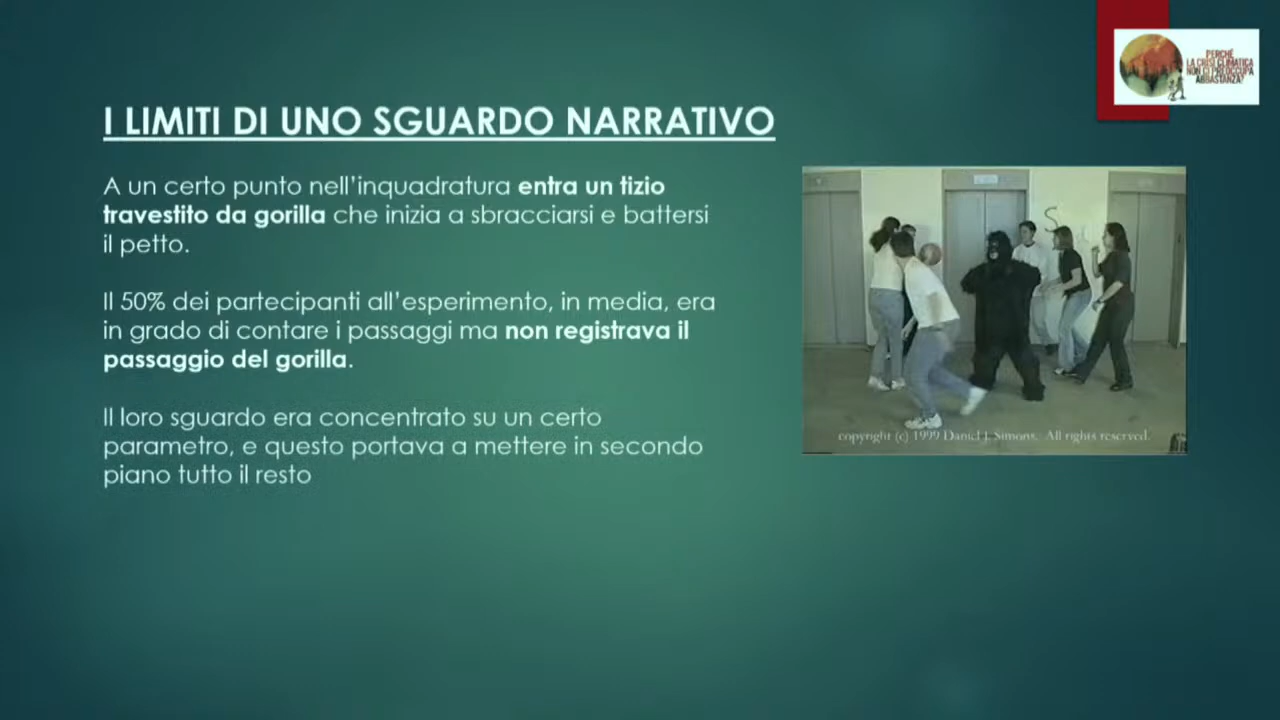 PERCHÉ
LA CRISI CLIMATICA
NON CI PREOCCUPA
ABBASTANZA?
I LIMITI DI UNO SGUARDO NARRATIVO
A un certo punto nell'inquadratura entra un tizio
travestito da gorilla che inizia a sbracciarsi e battersi
il petto.
Il 50% dei partecipanti all'esperimento, in media, era
in grado di contare i passaggi ma non registrava il
passaggio del gorilla.
Il loro sguardo era concentrato su un certo
parametro, e questo portava a mettere in secondo
piano tutto il resto
S
copyright (c) 1999 Daniel J. Simons. All rights reserved.